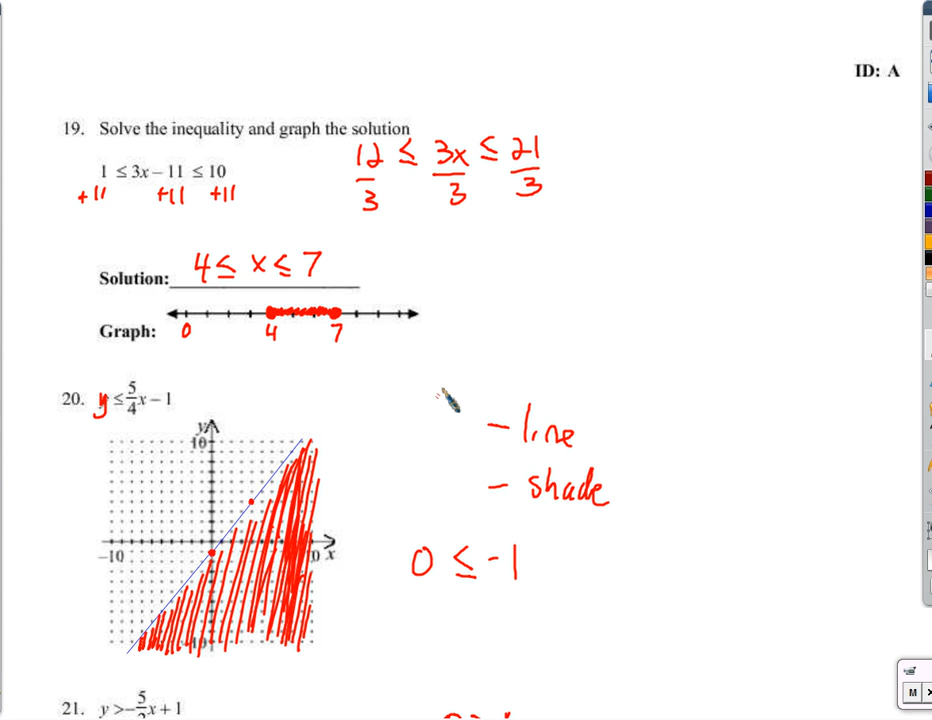 ID: A
19. Solve the inequality and graph the solution
12/3 ≤ 3x/3 ≤ 21/3
1 ≤ 3x – 11 ≤ 10
+11 +11 +11
Solution: 4 ≤ x ≤ 7
Graph: 0 4 7
20. y ≤ 5/4 x – 1
y
10
- line
- shade
-10 x
0 ≤ -1
21. y > – 5/ x + 1
M